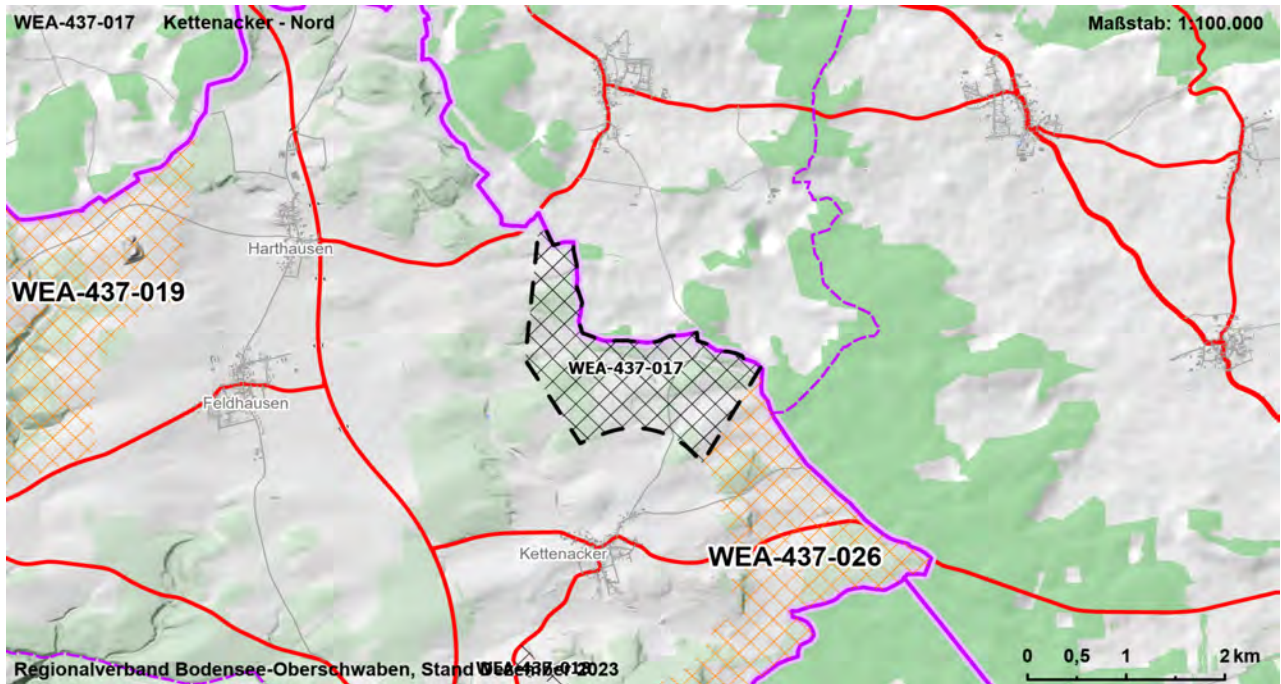 WEA-437-017 Kettenacker - Nord
Maßstab: 1:100.000
Harthausen
WEA-437-019
WEA-437-017
Feldhausen
Kettenacker
WEA-437-026
0 0,5 1 2 km
Regionalverband Bodensee-Oberschwaben, Stand 2023